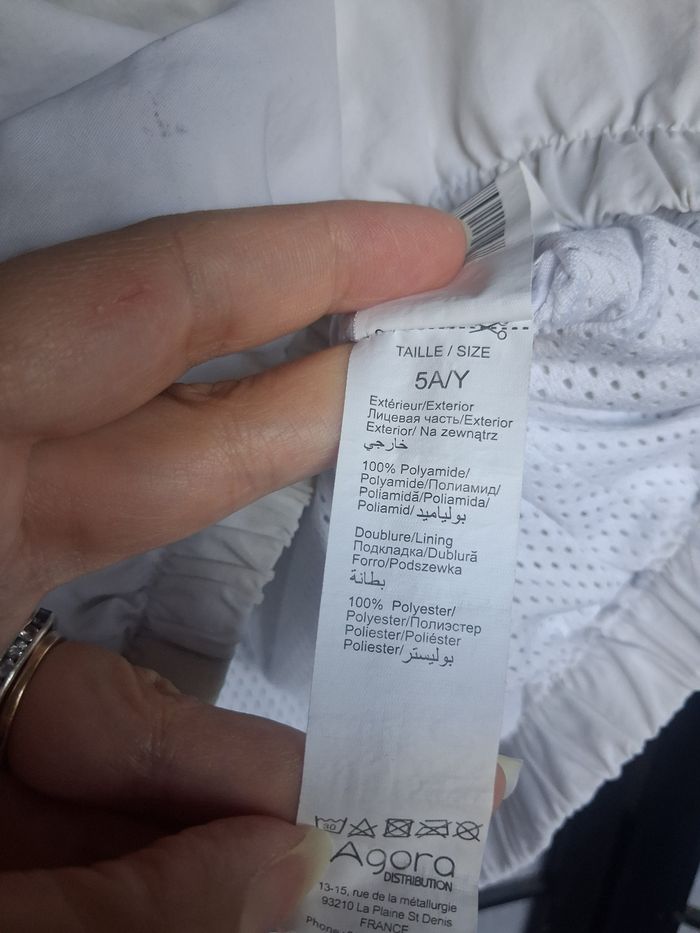 TAILLE / SIZE
5A/Y
Extérieur/Exterior
Лицевая часть/Exterior
Exterior/ Na zewnątrz
خارجي
100% Polyamide/
Polyamide/Полиамид/
Poliamidă/Poliamida/
Poliamid/بولياميد
Doublure/Lining
Подкладка/Dublură
Forro/Podszewka
بطانة
100% Polyester/
Polyester/Полиэстер
Poliester/Poliéster
Poliester/بوليستر
30
Agora
DISTRIBUTION
13-15, rue de la métallurgie
93210 La Plaine St Denis
FRANCE
Phone